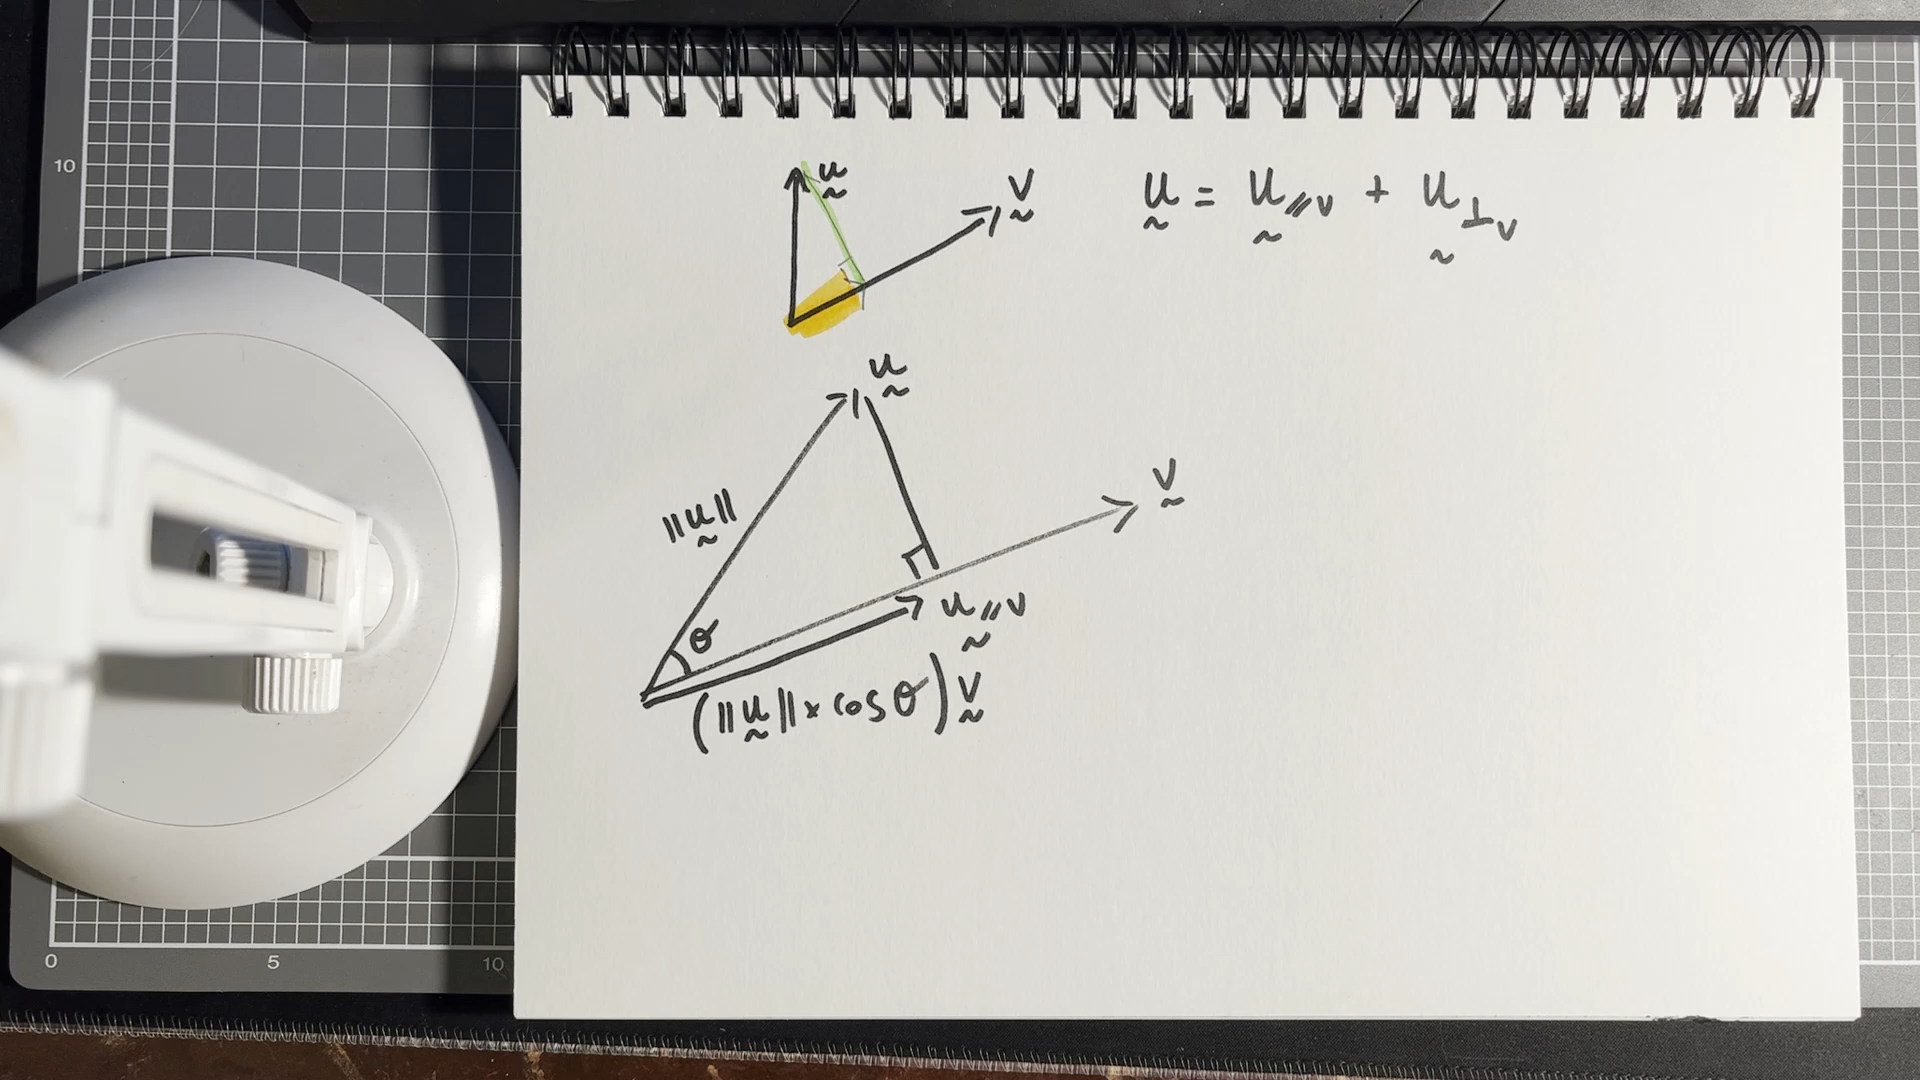 10
u
~
v
~
u = u∥v + u⊥v
~ ~ ~
u
~
||u||
~
v
~
θ
u∥v
~
(||u|| × cos θ) v
~ ~
0 5 10